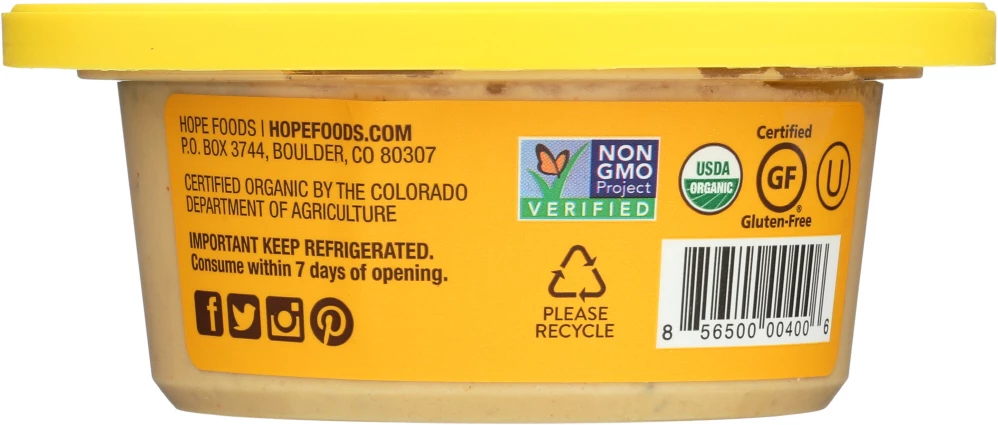 HOPE FOODS | HOPEFOODS.COM
P.O. BOX 3744, BOULDER, CO 80307
CERTIFIED ORGANIC BY THE COLORADO
DEPARTMENT OF AGRICULTURE
IMPORTANT KEEP REFRIGERATED.
Consume within 7 days of opening.
NON
GMO
Project
VERIFIED
USDA
ORGANIC
Certified
GF
®
Gluten-Free
U
PLEASE
RECYCLE
8 56500 00400 6